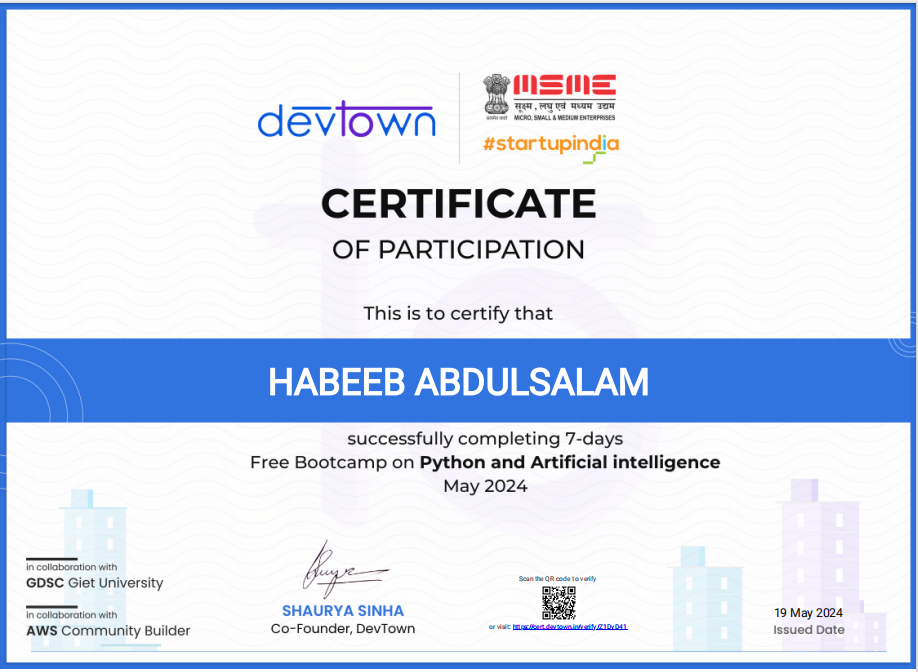 devtown
MSME
सूक्ष्म, लघु एवं मध्यम उद्यम
MICRO, SMALL & MEDIUM ENTERPRISES
#startupindia
CERTIFICATE
OF PARTICIPATION
This is to certify that
HABEEB ABDULSALAM
successfully completing 7-days
Free Bootcamp on Python and Artificial intelligence
May 2024
in collaboration with
GDSC Giet University
in collaboration with
AWS Community Builder
SHAURYA SINHA
Co-Founder, DevTown
Scan the QR code to verify
or visit: https://cert.devtown.in/verify/Z1DvD41
19 May 2024
Issued Date